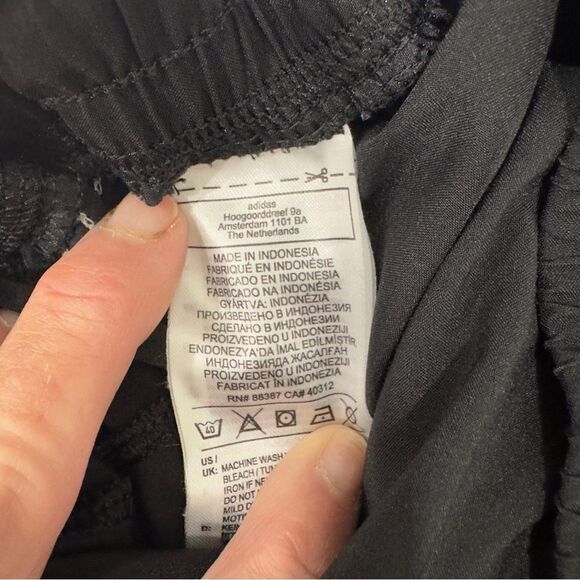 adidas
Hoogoorddreef 9a
Amsterdam 1101 BA
The Netherlands
MADE IN INDONESIA
FABRIQUÉ EN INDONÉSIE
FABRICADO EN INDONESIA
FABRICADO NA INDONÉSIA
GYÁRTVA: INDONÉZIA
ПРОИЗВЕДЕНО В ИНДОНЕЗИЯ
СДЕЛАНО В ИНДОНЕЗИИ
PROIZVEDENO U INDONEZIJI
ENDONEZYA'DA İMAL EDİLMİŞTİR
ИНДОНЕЗИЯДА ЖАСАЛҒАН
PROIZVEDENO U INDONEZIJI
FABRICAT ÎN INDONEZIA
RN# 88387 CA# 40312
40
US /
UK: MACHINE WASH
BLEACH /
IRON IF
DO NOT
MILD